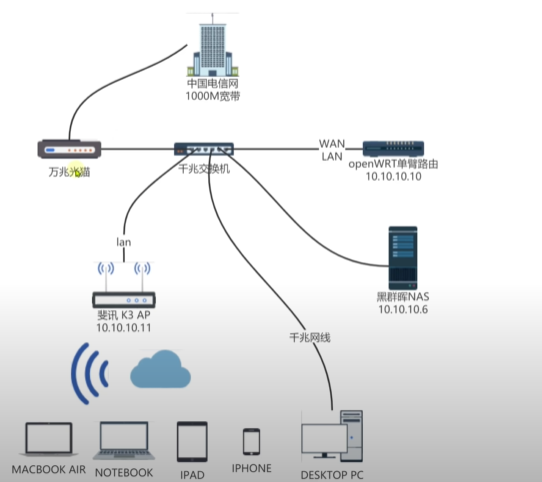 中国电信网
1000M宽带
万兆光猫
千兆交换机
WAN
LAN
openWRT单臂路由
10.10.10.10
lan
斐讯 K3 AP
10.10.10.11
黑群晖NAS
10.10.10.6
千兆网线
MACBOOK AIR
NOTEBOOK
IPAD
IPHONE
DESKTOP PC